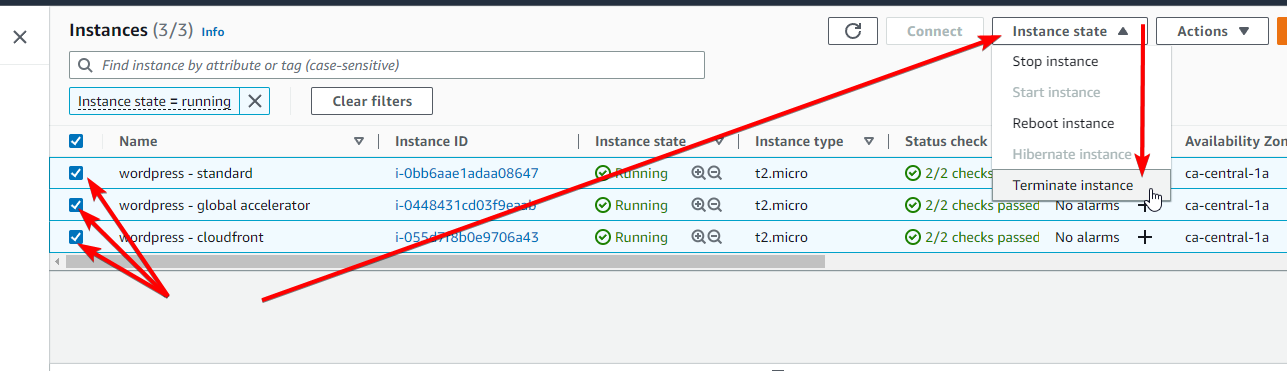 Instances (3/3) Info
Connect
Instance state
Actions
Find instance by attribute or tag (case-sensitive)
Instance state = running
Clear filters
Stop instance
Start instance
Reboot instance
Hibernate instance
Terminate instance
Name Instance ID Instance state Instance type Status check Availability Zon
wordpress - standard i-0bb6aae1adaa08647 Running t2.micro 2/2 checks ca-central-1a
wordpress - global accelerator Running t2.micro 2/2 checks passed No alarms ca-central-1a
wordpress - cloudfront i-055d7f8b0e9706a43 Running t2.micro 2/2 checks passed No alarms ca-central-1a